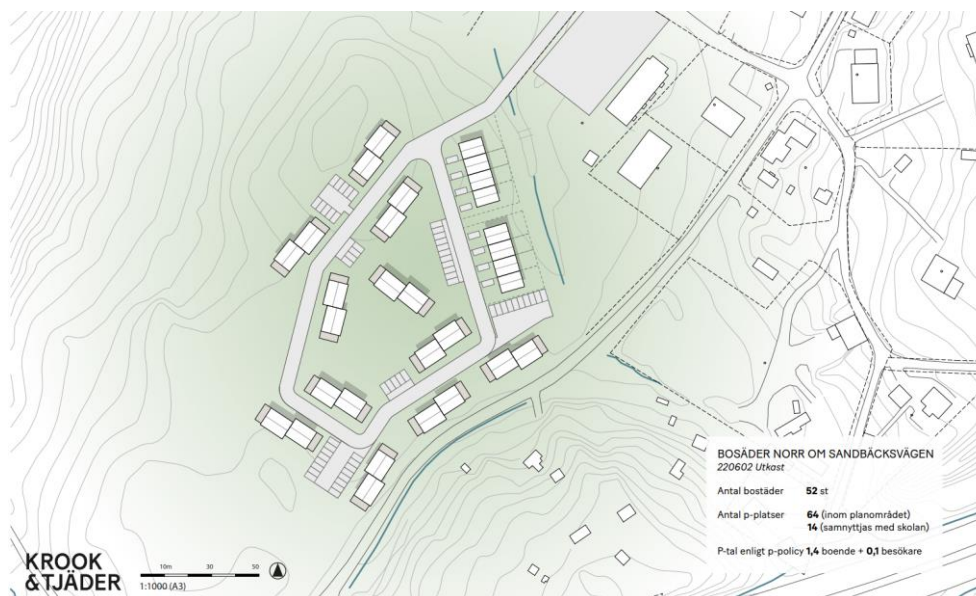 BOSÄDER NORR OM SANDBÄCKSVÄGEN
220602 Utkast
Antal bostäder 52 st
Antal p-platser 64 (inom planområdet)
14 (samnyttjas med skolan)
P-tal enligt p-policy 1,4 boende + 0,1 besökare
KROOK
& TJÄDER
10m 30 50
1:1000 (A3)